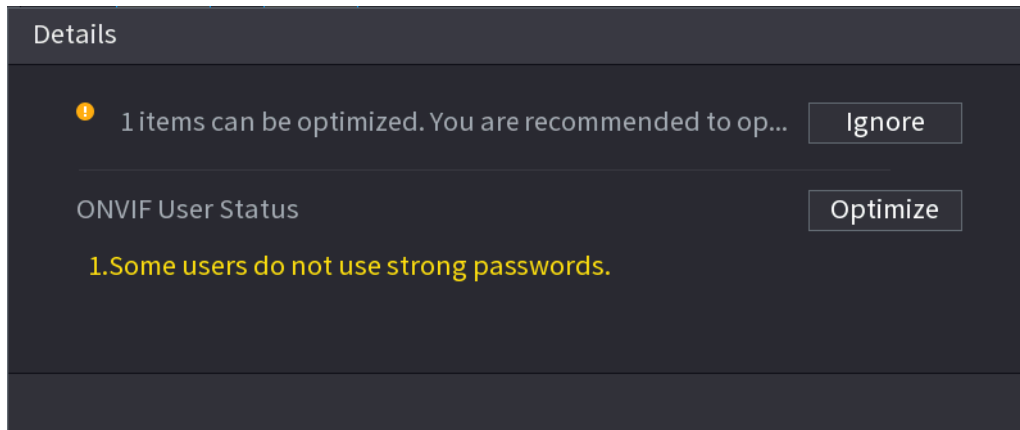 Details
1 items can be optimized. You are recommended to op...
Ignore
ONVIF User Status
Optimize
1.Some users do not use strong passwords.